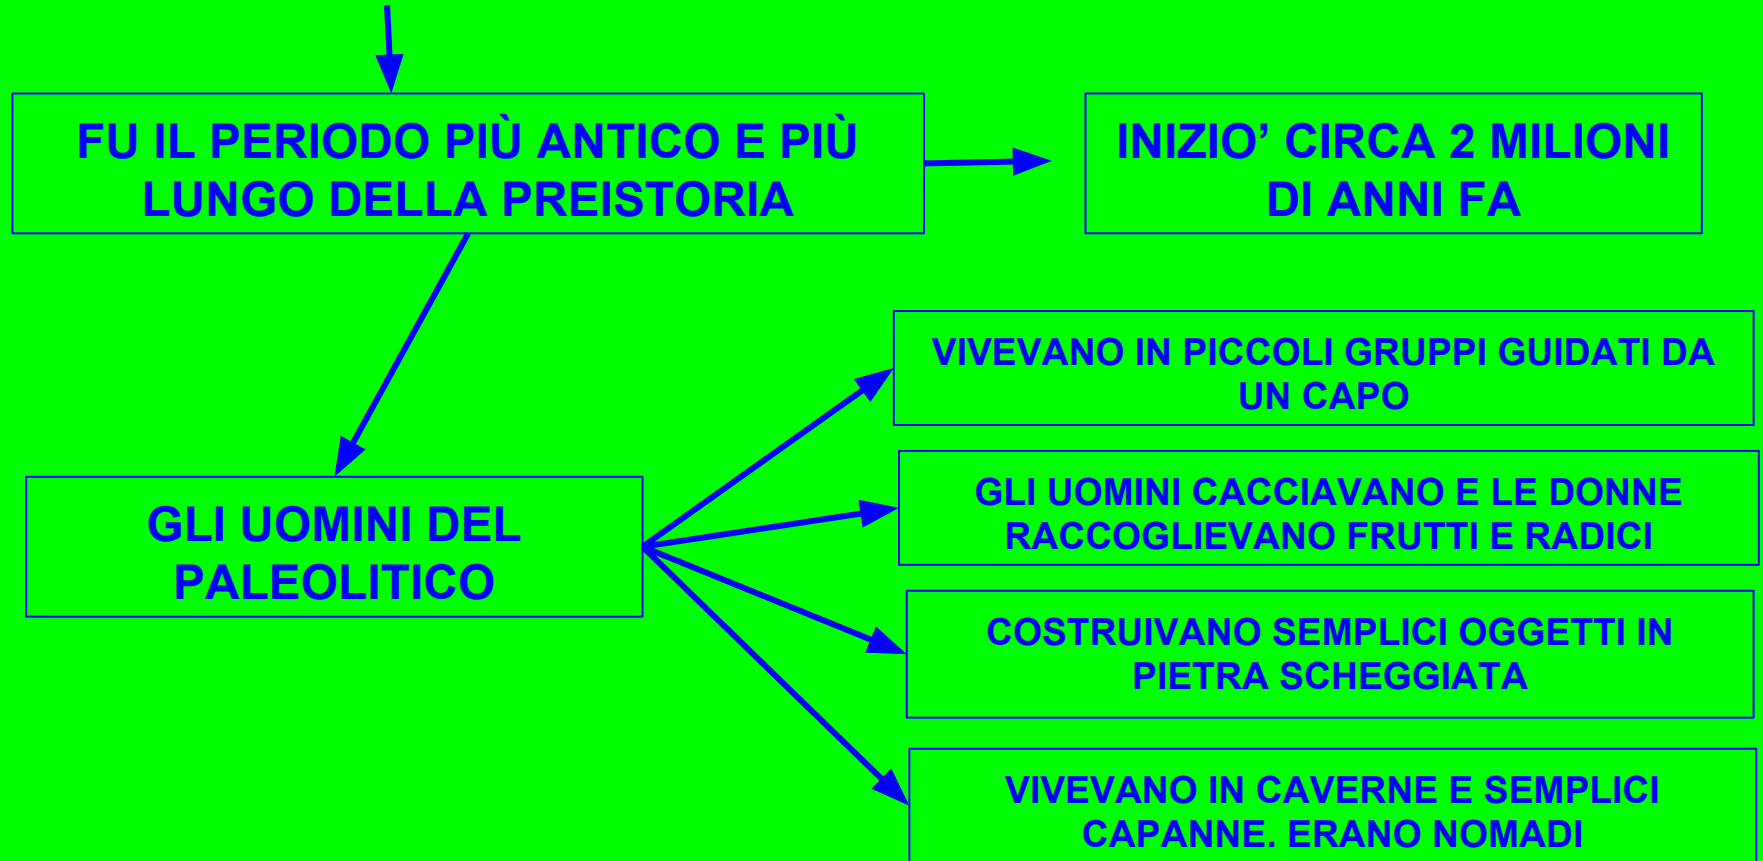 FU IL PERIODO PIÙ ANTICO E PIÙ
LUNGO DELLA PREISTORIA
INIZIO’ CIRCA 2 MILIONI
DI ANNI FA
VIVEVANO IN PICCOLI GRUPPI GUIDATI DA
UN CAPO
GLI UOMINI CACCIAVANO E LE DONNE
RACCOGLIEVANO FRUTTI E RADICI
GLI UOMINI DEL
PALEOLITICO
COSTRUIVANO SEMPLICI OGGETTI IN
PIETRA SCHEGGIATA
VIVEVANO IN CAVERNE E SEMPLICI
CAPANNE. ERANO NOMADI